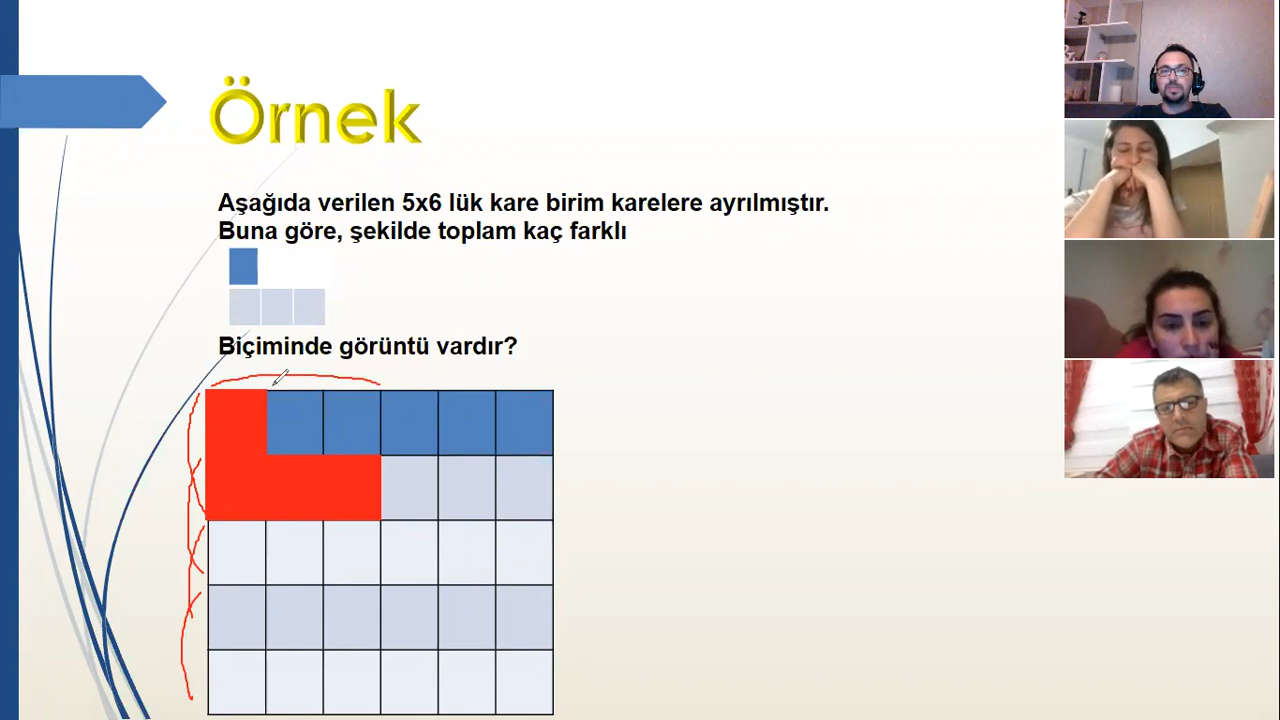 Örnek
Aşağıda verilen 5x6 lük kare birim karelere ayrılmıştır.
Buna göre, şekilde toplam kaç farklı
Biçiminde görüntü vardır?